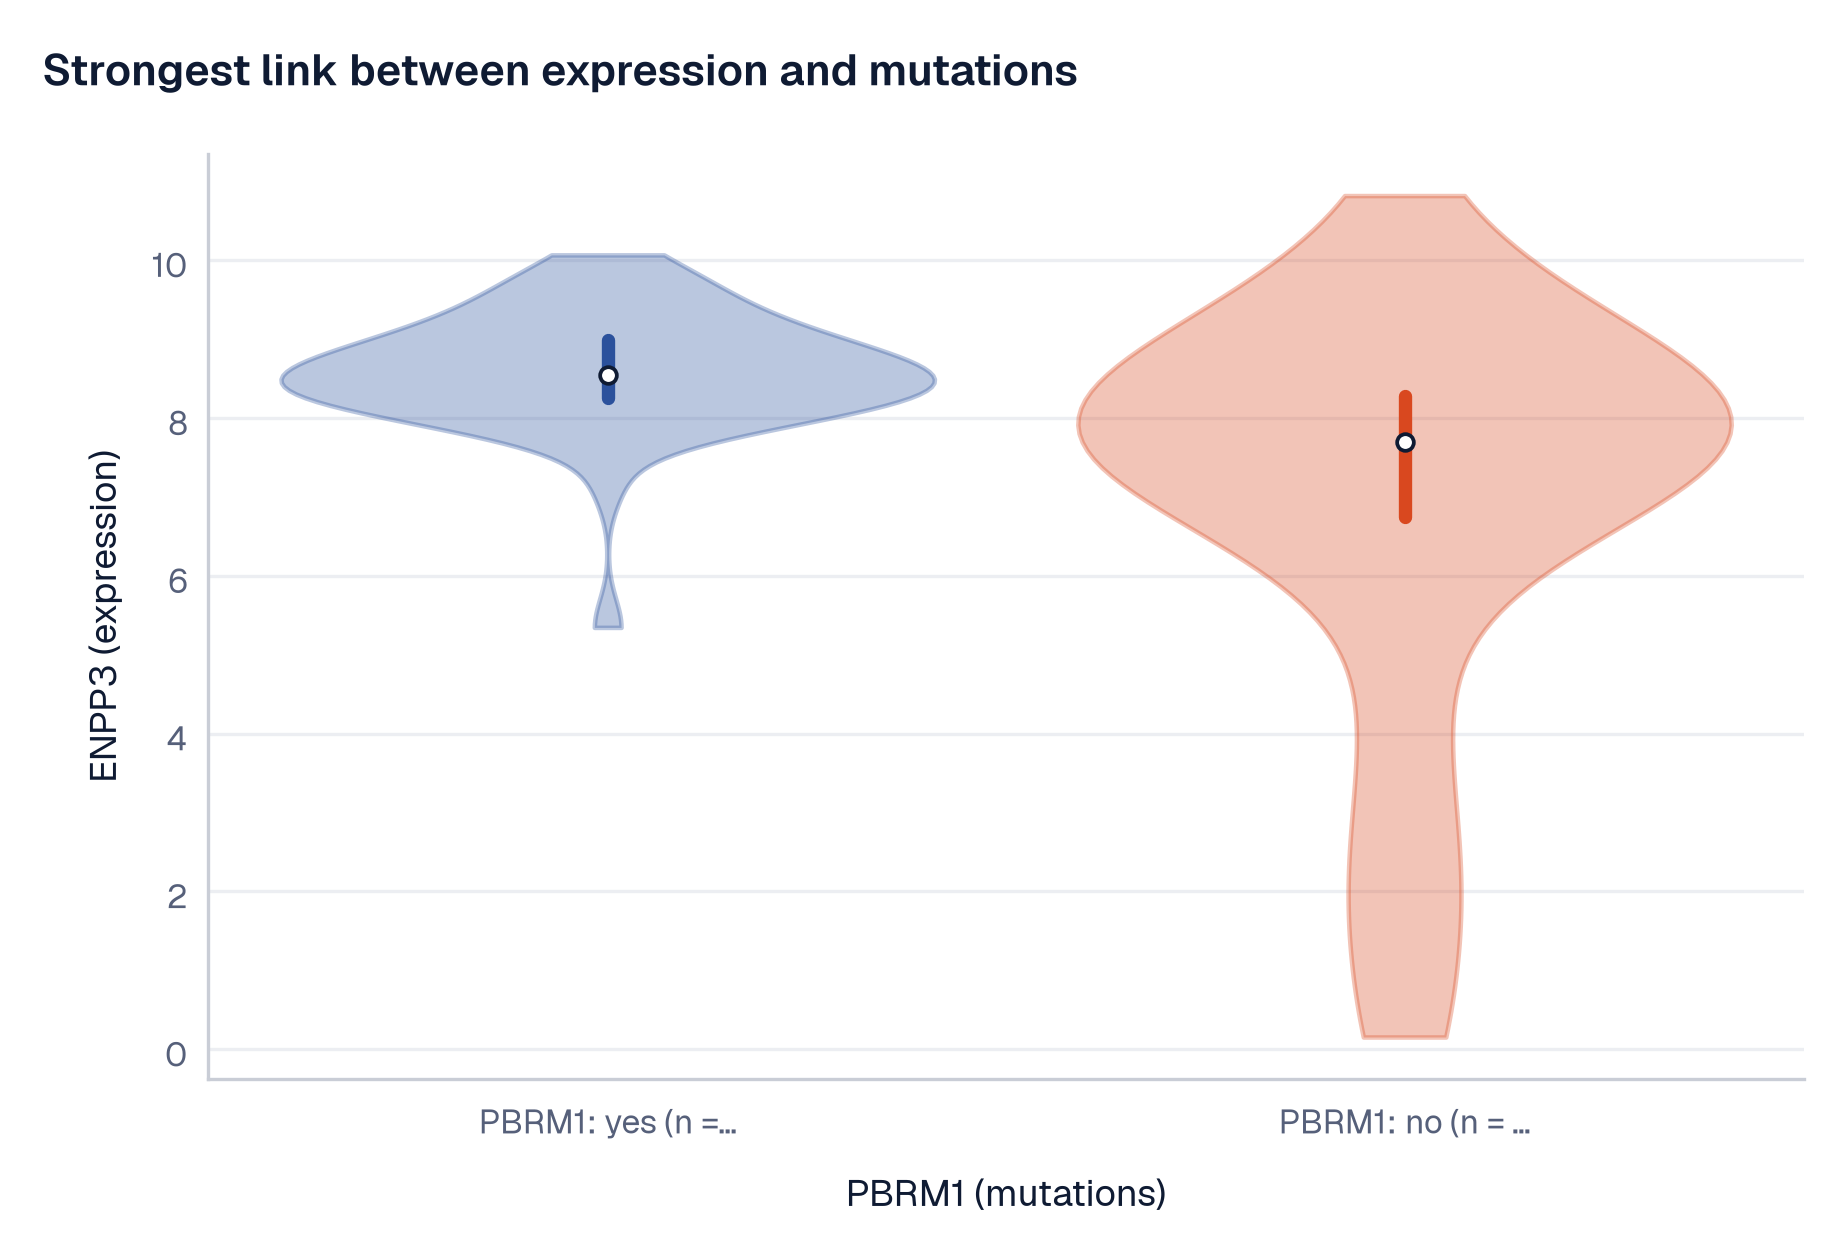 Strongest link between expression and mutations
ENPP3 (expression)
10
8
6
4
2
0
PBRM1: yes (n =...
PBRM1: no (n = ...
PBRM1 (mutations)